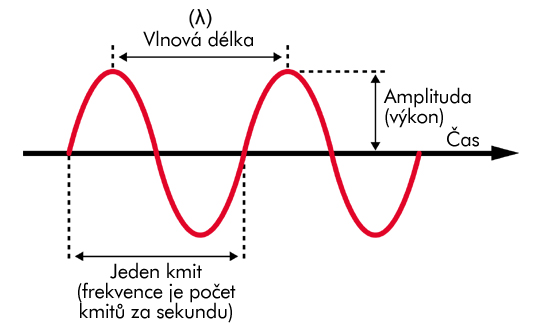 (λ)
Vlnová délka
Amplituda
(výkon)
Čas
Jeden kmit
(frekvence je počet
kmitů za sekundu)